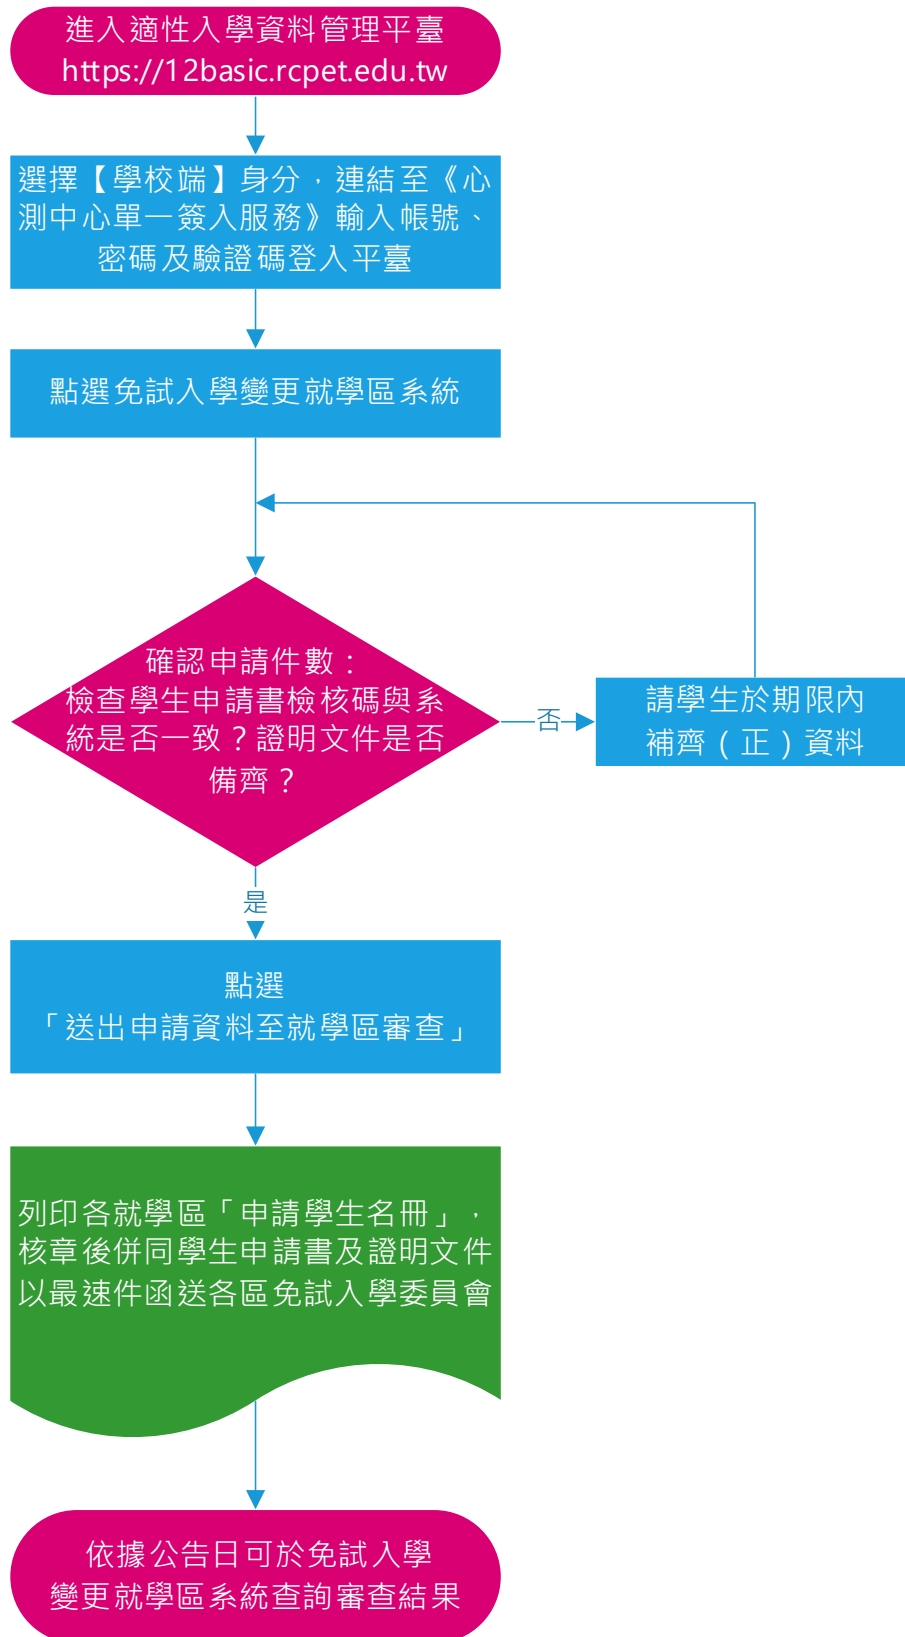 進入適性入學資料管理平臺
https://12basic.rcpet.edu.tw
選擇【學校端】身分，連結至《心
測中心單一簽入服務》輸入帳號、
密碼及驗證碼登入平臺
點選免試入學變更就學區系統
確認申請件數：
檢查學生申請書檢核碼與系
統是否一致？證明文件是否
備齊？
否
請學生於期限內
補齊（正）資料
是
點選
「送出申請資料至就學區審查」
列印各就學區「申請學生名冊」，
核章後併同學生申請書及證明文件
以最速件函送各區免試入學委員會
依據公告日可於免試入學
變更就學區系統查詢審查結果